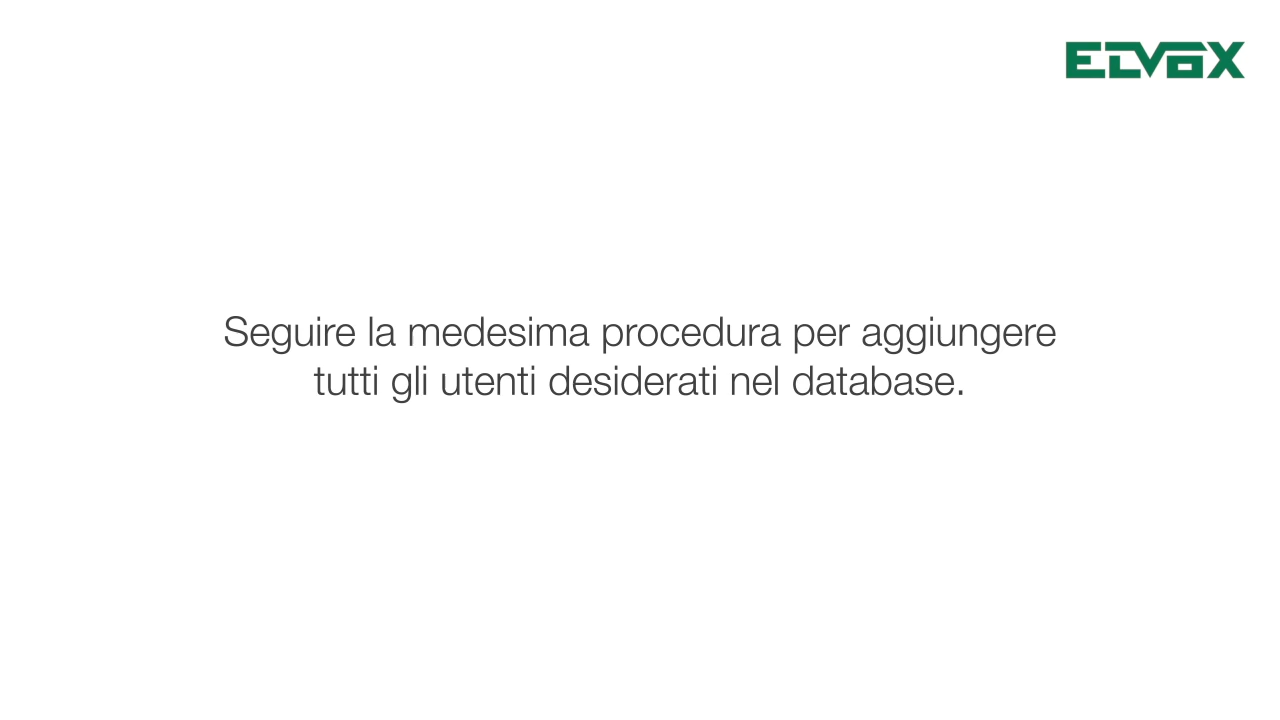 ELVOX
Seguire la medesima procedura per aggiungere
tutti gli utenti desiderati nel database.